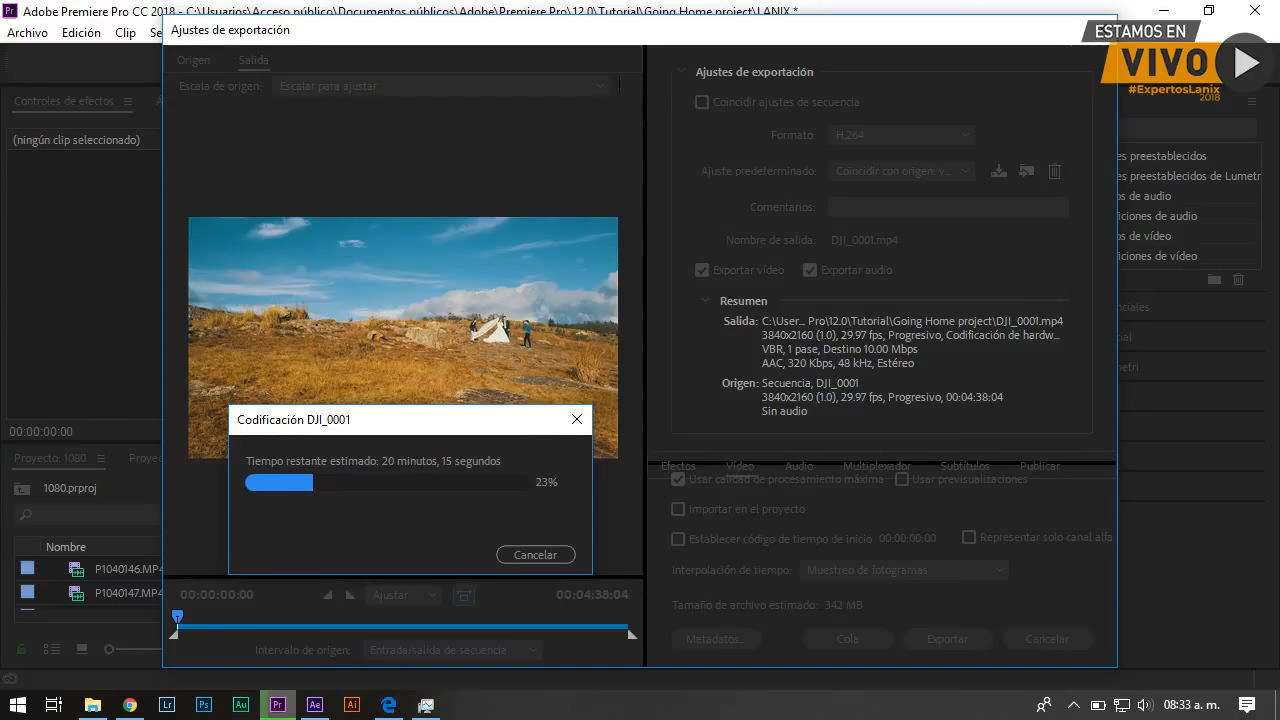 Adobe Premiere Pro CC 2018 - C:\Usuarios\Acceso público\Documentos públicos\Adobe\Premiere Pro\12.0\Tutorial\Going Home project\LANIX *
Archivo Edición Clip
Ajustes de exportación
ESTAMOS EN
VIVO
#ExpertosLanix
2018
Controles de efectos
(ningún clip seleccionado)
00:00:00:00
Proyecto: 1080
1080.prproj
Nombre
P1040146.MP4
P1040147.MP4
Origen Salida
Escala de origen: Escalar para ajustar
Codificación DJI_0001
Tiempo restante estimado: 20 minutos, 15 segundos
23%
Cancelar
00:00:00:00 Ajustar 00:04:38:04
Intervalo de origen: Entrada/salida de secuencia
Ajustes de exportación
Coincidir ajustes de secuencia
Formato: H.264
Ajuste predeterminado: Coincidir con origen: v...
Comentarios:
Nombre de salida: DJI_0001.mp4
Exportar vídeo Exportar audio
Resumen
Salida: C:\User... Pro\12.0\Tutorial\Going Home project\DJI_0001.mp4
3840x2160 (1.0), 29.97 fps, Progresivo, Codificación de hardw...
VBR, 1 pase, Destino 10.00 Mbps
AAC, 320 Kbps, 48 kHz, Estéreo
Origen: Secuencia, DJI_0001
3840x2160 (1.0), 29.97 fps, Progresivo, 00:04:38:04
Sin audio
Efectos Vídeo Audio Multiplexador Subtítulos Publicar
Usar calidad de procesamiento máxima Usar previsualizaciones
Importar en el proyecto
Establecer código de tiempo de inicio 00:00:00:00 Representar solo canal alfa
Interpolación de tiempo: Muestreo de fotogramas
Tamaño de archivo estimado: 342 MB
Metadatos... Cola Exportar Cancelar
es preestablecidos
es preestablecidos de Lumetr
os de audio
iciones de audio
os de vídeo
iciones de vídeo
nciales
ial
metri
Lr Ps Au Pr Ae Ai
08:33 a. m.